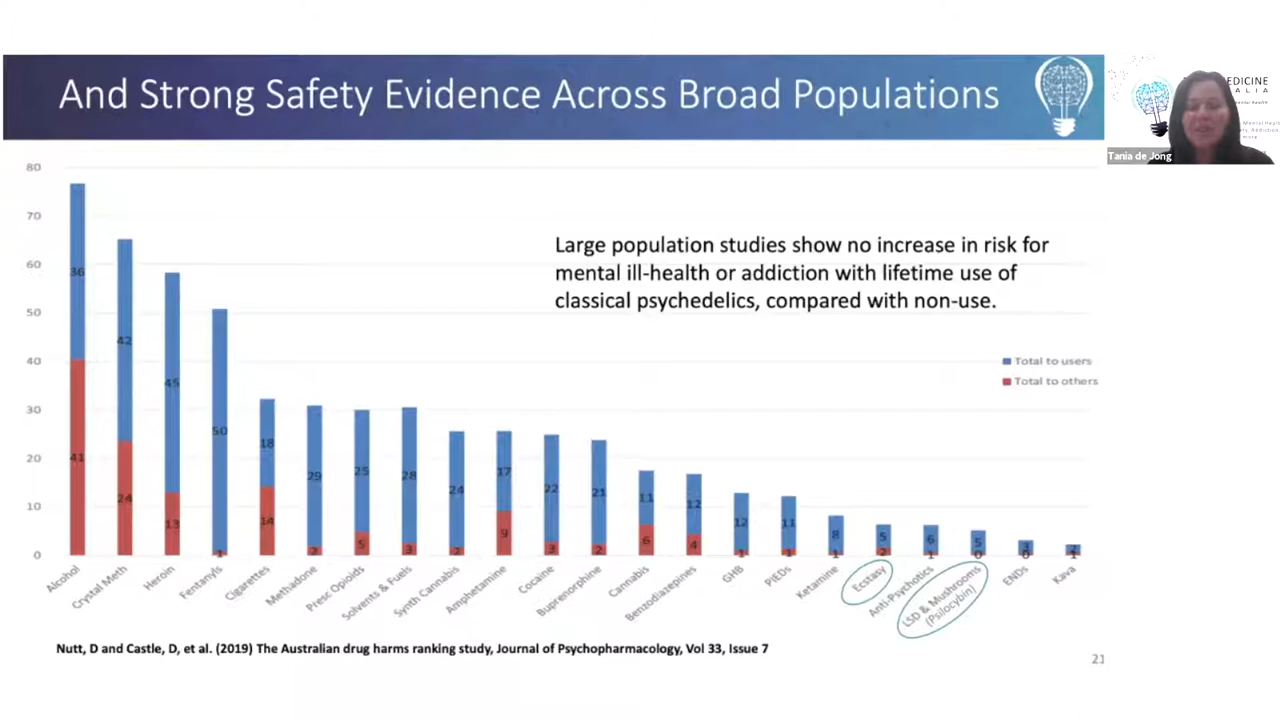 And Strong Safety Evidence Across Broad Populations
EDICINE
ALIA
Tania de Jong
Large population studies show no increase in risk for
mental ill-health or addiction with lifetime use of
classical psychedelics, compared with non-use.
Total to users
Total to others
80
70
60
50
40
30
20
10
0
36
41
42
24
45
13
50
1
18
14
29
2
25
5
28
3
24
2
17
9
22
3
21
2
11
6
12
4
12
1
11
1
8
1
5
2
6
1
5
0
3
0
2
1
Alcohol
Crystal Meth
Heroin
Fentanyls
Cigarettes
Methadone
Presc Opioids
Solvents & Fuels
Synth Cannabis
Amphetamine
Cocaine
Buprenorphine
Cannabis
Benzodiazepines
GHB
PIEDs
Ketamine
Ecstasy
Anti-Psychotics
LSD & Mushrooms
(Psilocybin)
ENDs
Kava
Nutt, D and Castle, D, et al. (2019) The Australian drug harms ranking study, Journal of Psychopharmacology, Vol 33, Issue 7
21